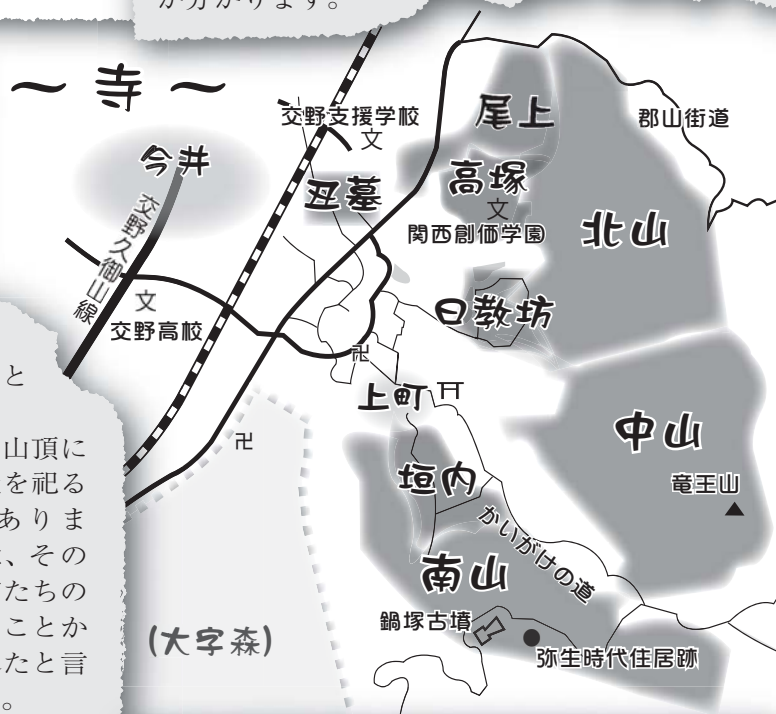 が分かります。
〜 寺 〜
交野支援学校
文
尾上
郡山街道
今井
丑墓
高塚
文
関西創価学園
北山
交野久御山線
文
交野高校
日教坊
卍
上町
中山
竜王山
卍
垣内
かいがけの道
南山
鍋塚古墳
弥生時代住居跡
(大字森)
と
山頂に
を祀る
ありま
、その
たちの
ことか
たと言
。